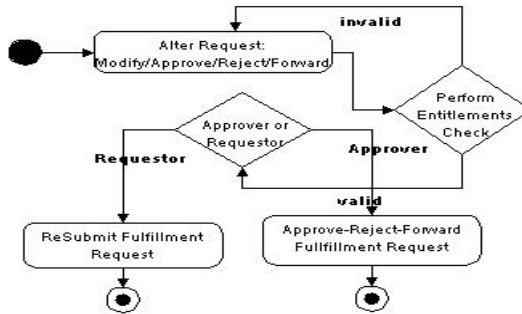 invalid
Alter Request:
Modify/Approve/Reject/Forward
Perform
Entitlements
Check
Approver or
Requestor
Requestor
Approver
valid
ReSubmit Fulfillment
Request
Approve-Reject-Forward
Fullfillment Request